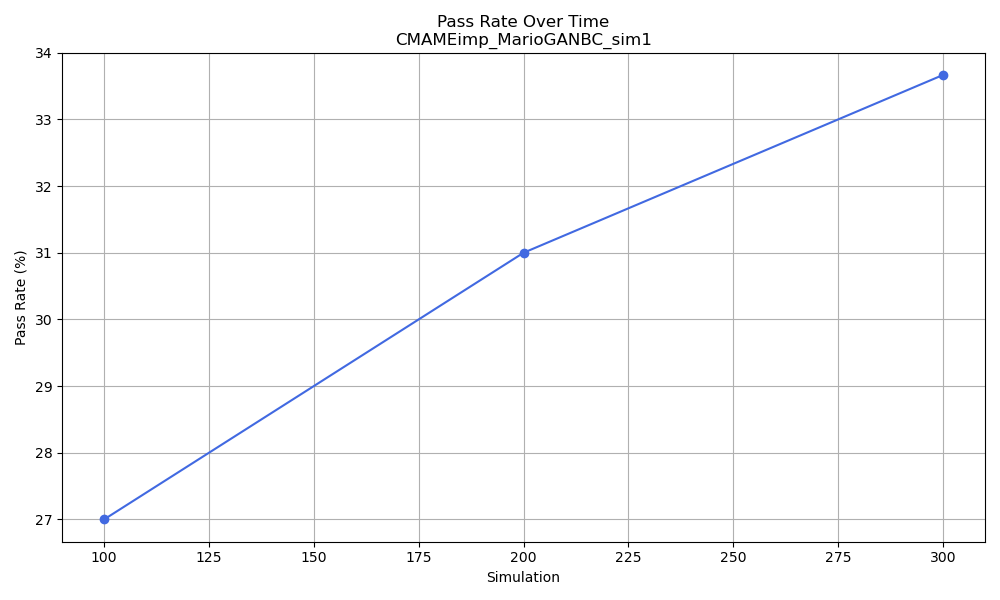 Pass Rate Over Time
CMAMEimp_MarioGANBC_sim1
Pass Rate (%)
34
33
32
31
30
29
28
27
100 125 150 175 200 225 250 275 300
Simulation